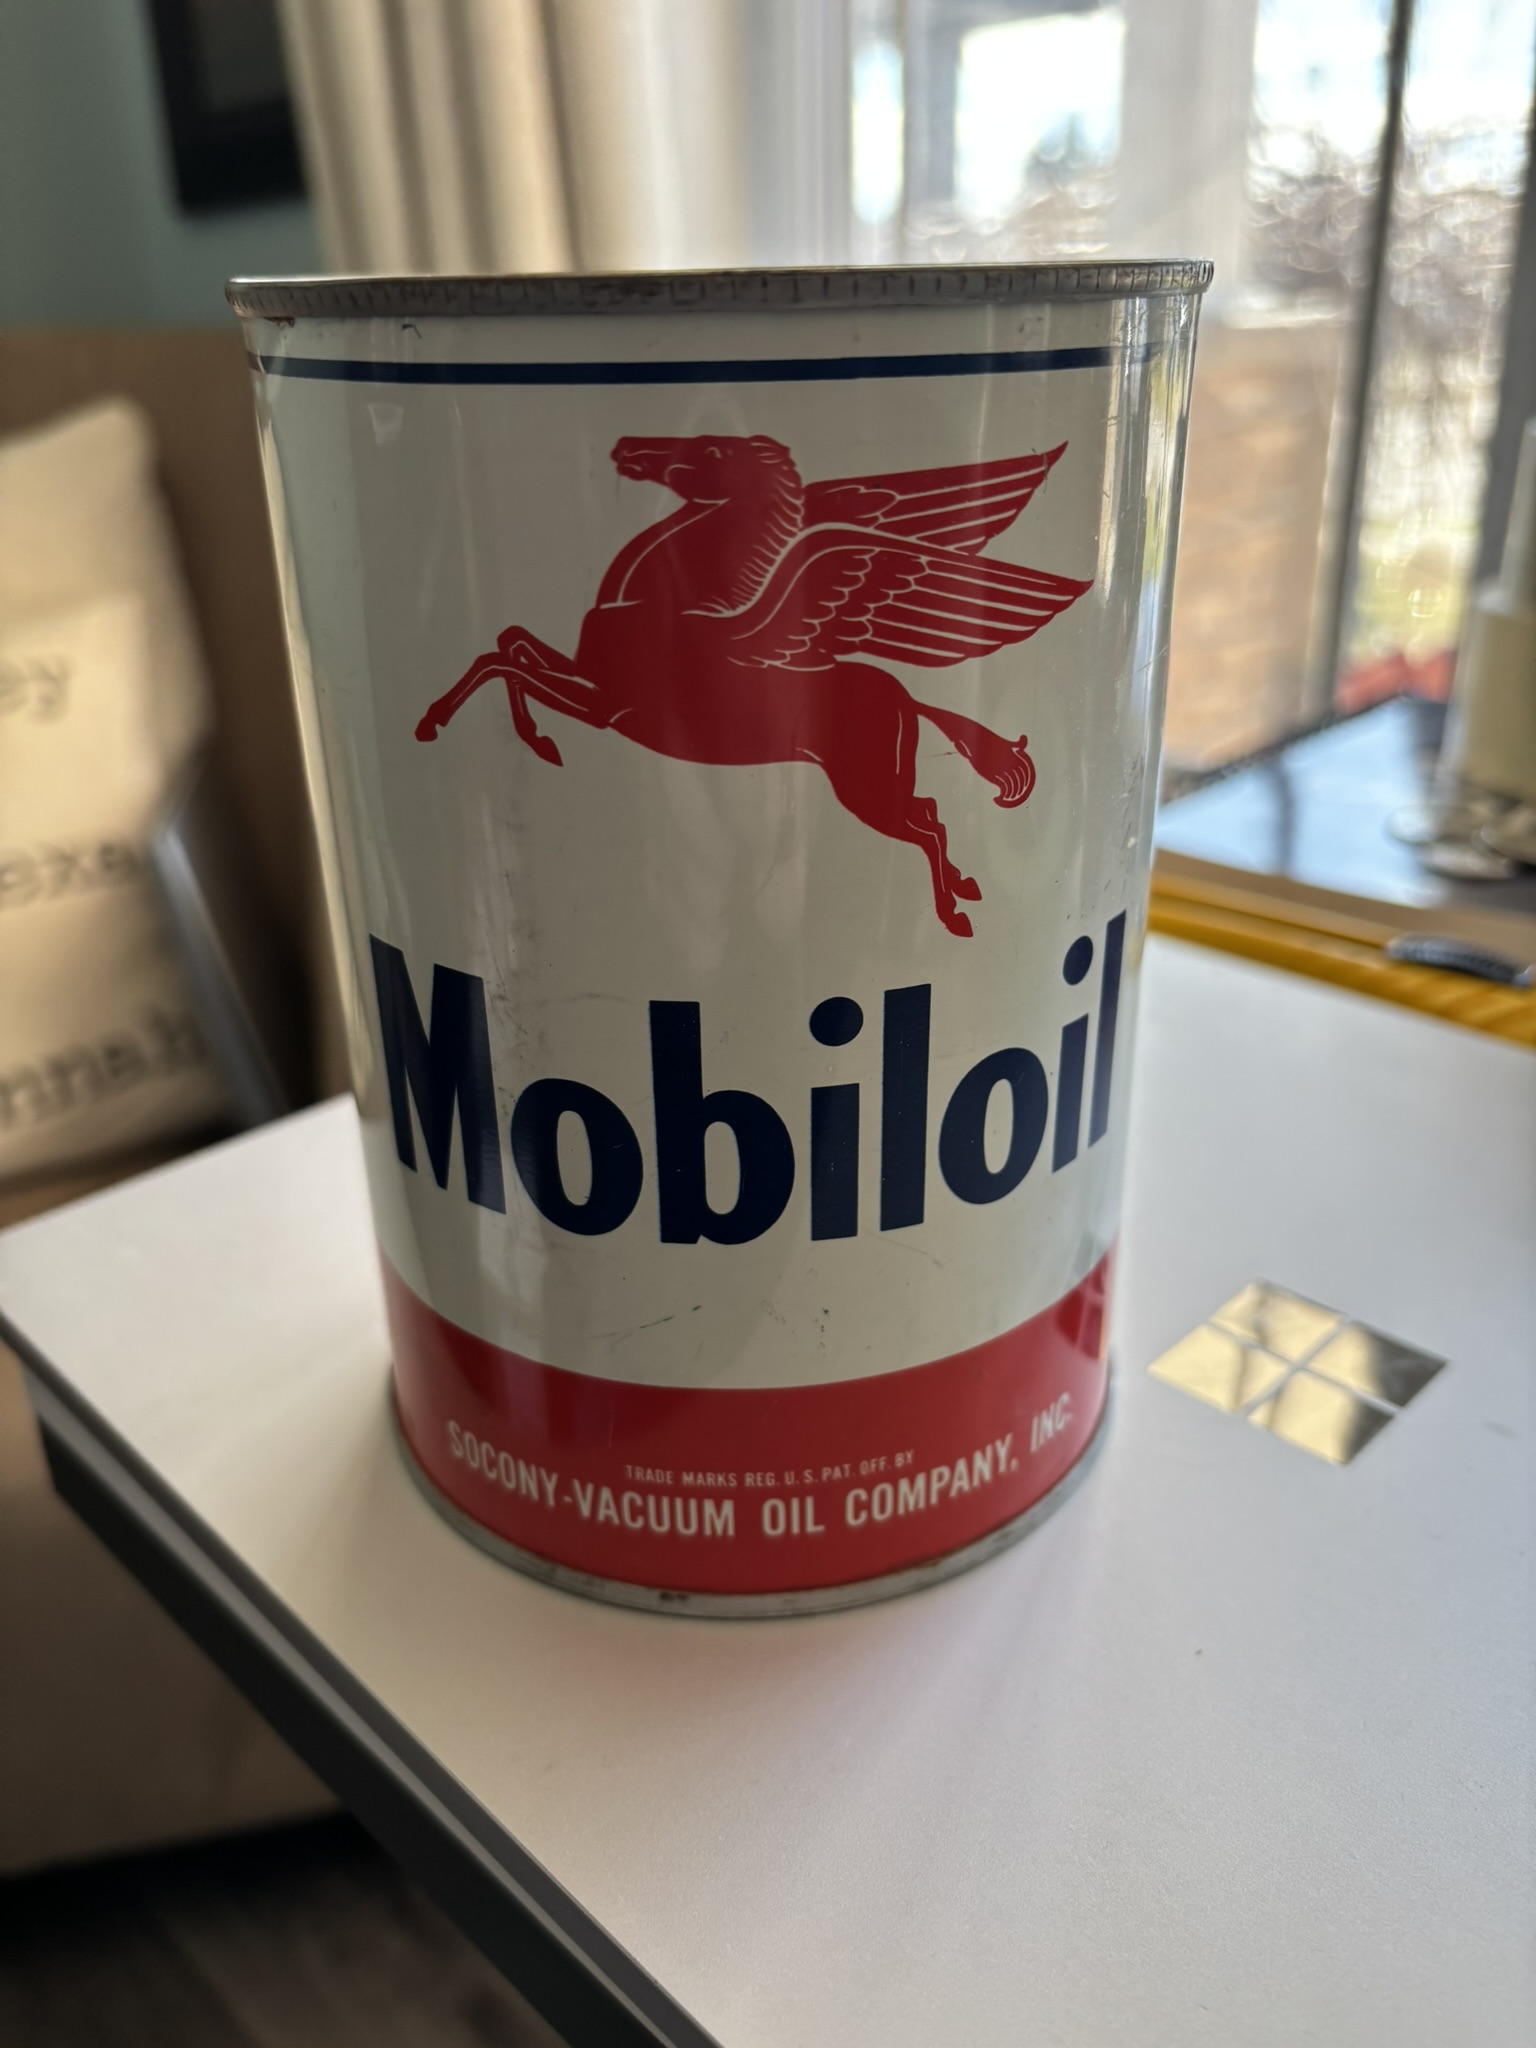 Mobiloil
TRADE MARKS REG. U.S. PAT. OFF. BY
SOCONY-VACUUM OIL COMPANY, INC.